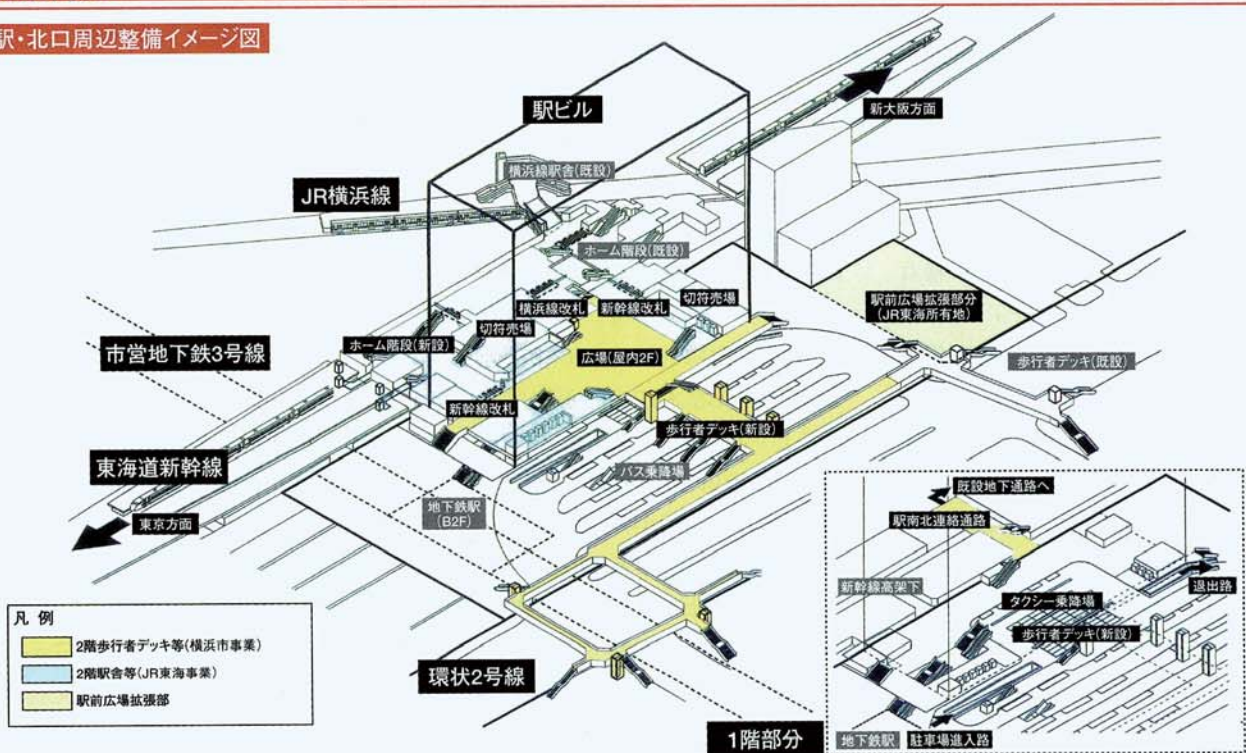 駅・北口周辺整備イメージ図
駅ビル
新大阪方面
横浜線駅舎(既設)
JR横浜線
ホーム階段(既設)
横浜線改札
新幹線改札
切符売場
駅前広場拡張部分
(JR東海所有地)
市営地下鉄3号線
ホーム階段(新設)
切符売場
広場(屋内2F)
歩行者デッキ(既設)
新幹線改札
歩行者デッキ(新設)
東海道新幹線
バス乗降場
東京方面
地下鉄駅
(B2F)
既設地下通路へ
駅南北連絡通路
新幹線高架下
退出路
タクシー乗降場
歩行者デッキ(新設)
地下鉄駅
駐車場進入路
凡 例
2階歩行者デッキ等(横浜市事業)
2階駅舎等(JR東海事業)
駅前広場拡張部
環状2号線
1階部分